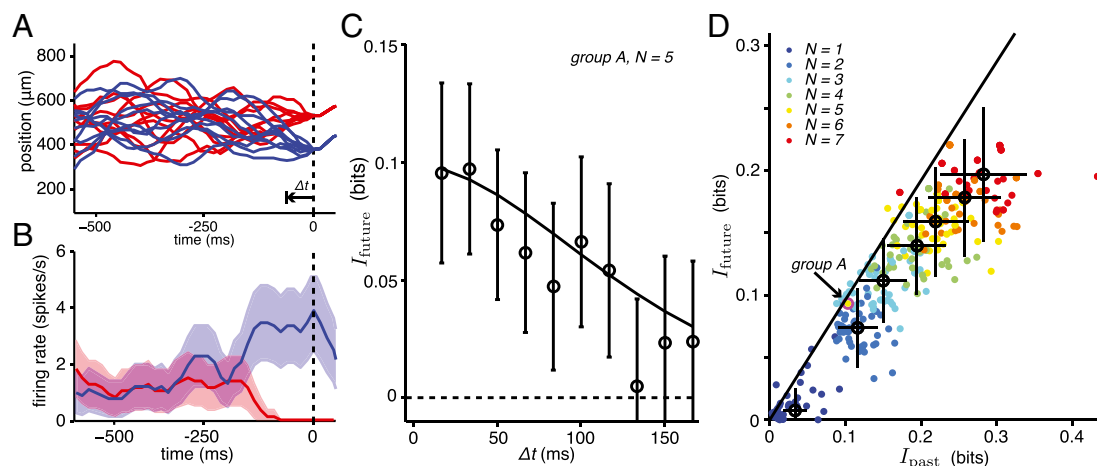 A
position (µm)
800
600
400
200
Δt
-500
-250
0
time (ms)
B
firing rate (spikes/s)
6
4
2
0
-500
-250
0
time (ms)
C
group A, N = 5
I_future (bits)
0.15
0.1
0.05
0
0
50
100
150
Δt (ms)
D
I_future (bits)
0.3
0.2
0.1
0
N = 1
N = 2
N = 3
N = 4
N = 5
N = 6
N = 7
group A
0
0.1
0.2
0.3
0.4
I_past (bits)